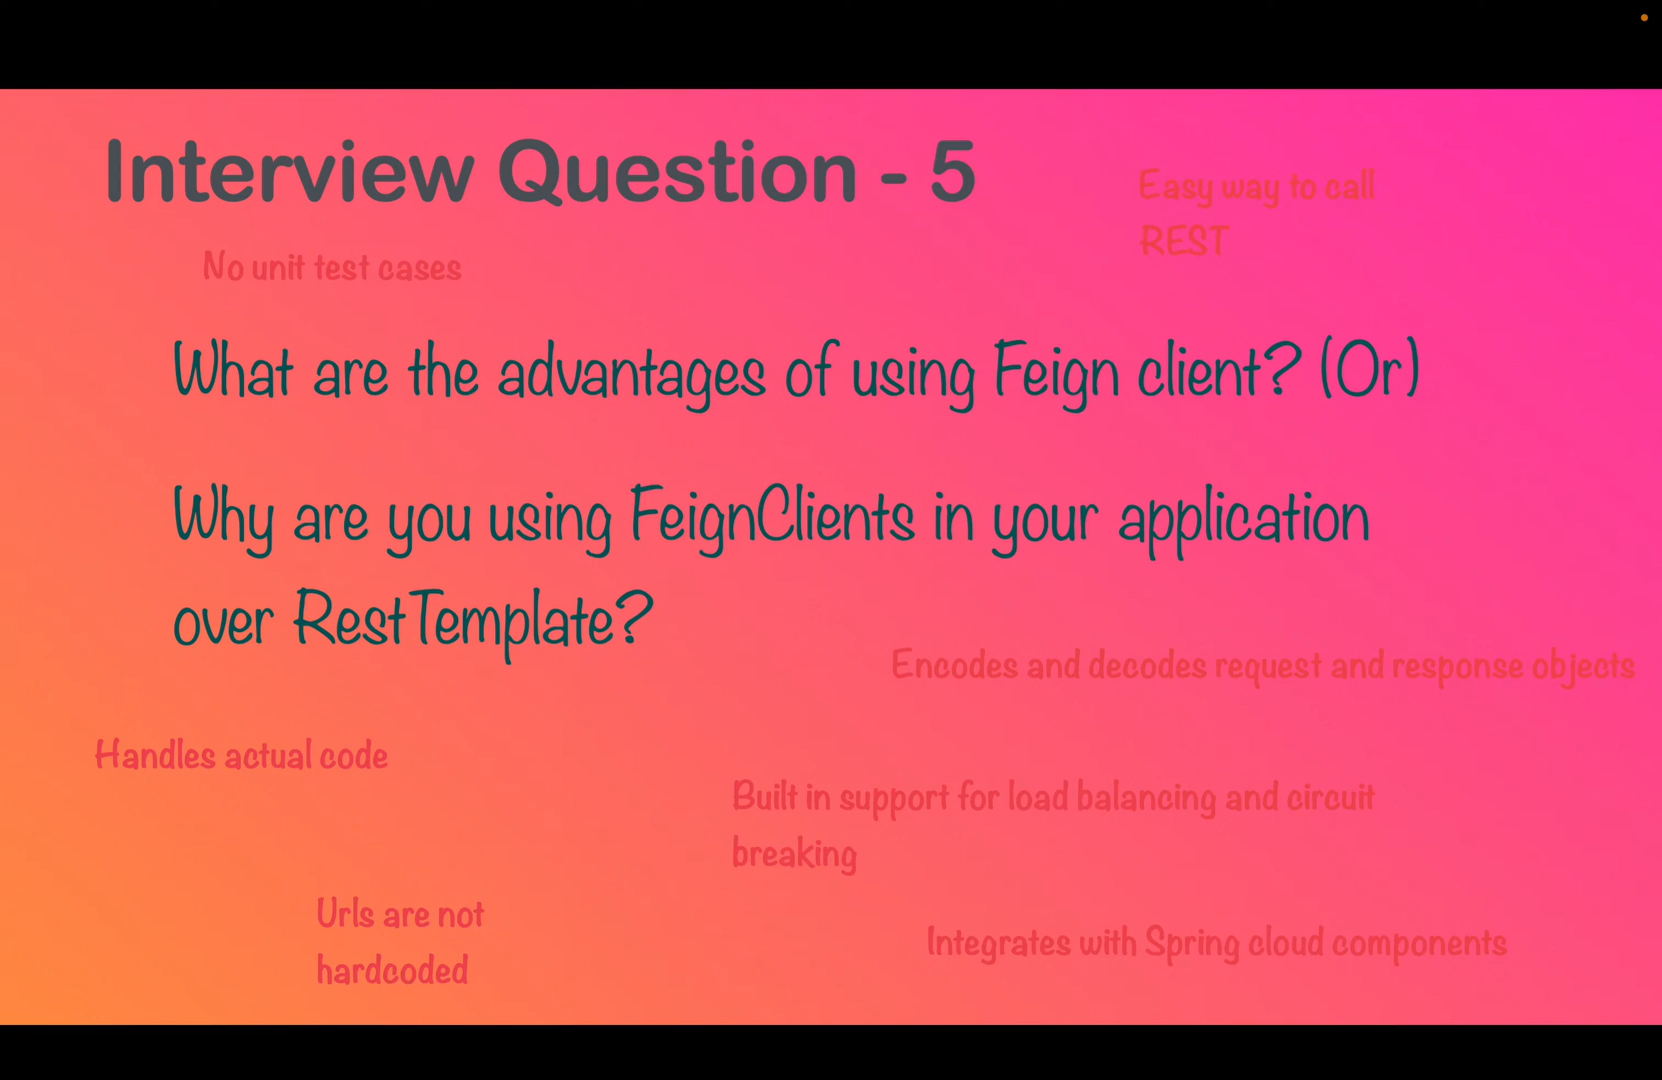 Interview Question - 5
Easy way to call
REST
No unit test cases
What are the advantages of using Feign client? (Or)
Why are you using FeignClients in your application
over RestTemplate?
Encodes and decodes request and response objects
Handles actual code
Built in support for load balancing and circuit
breaking
Urls are not
hardcoded
Integrates with Spring cloud components